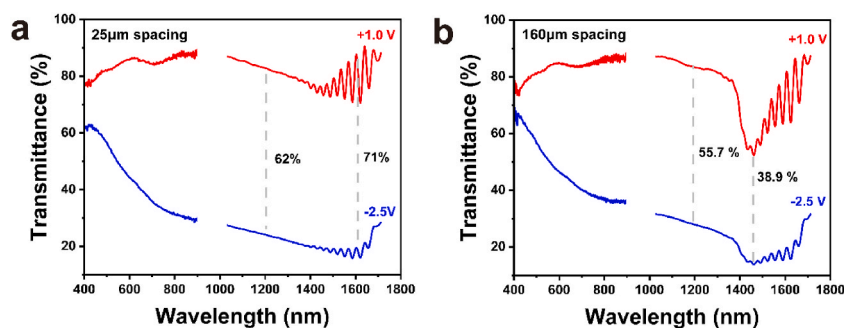 a
25μm spacing
+1.0 V
Transmittance (%)
100
80
60
40
20
62%
71%
-2.5V
400 600 800 1000 1200 1400 1600 1800
Wavelength (nm)
b
160μm spacing
+1.0 V
Transmittance (%)
100
80
60
40
20
55.7 %
38.9 %
-2.5 V
400 600 800 1000 1200 1400 1600 1800
Wavelength (nm)